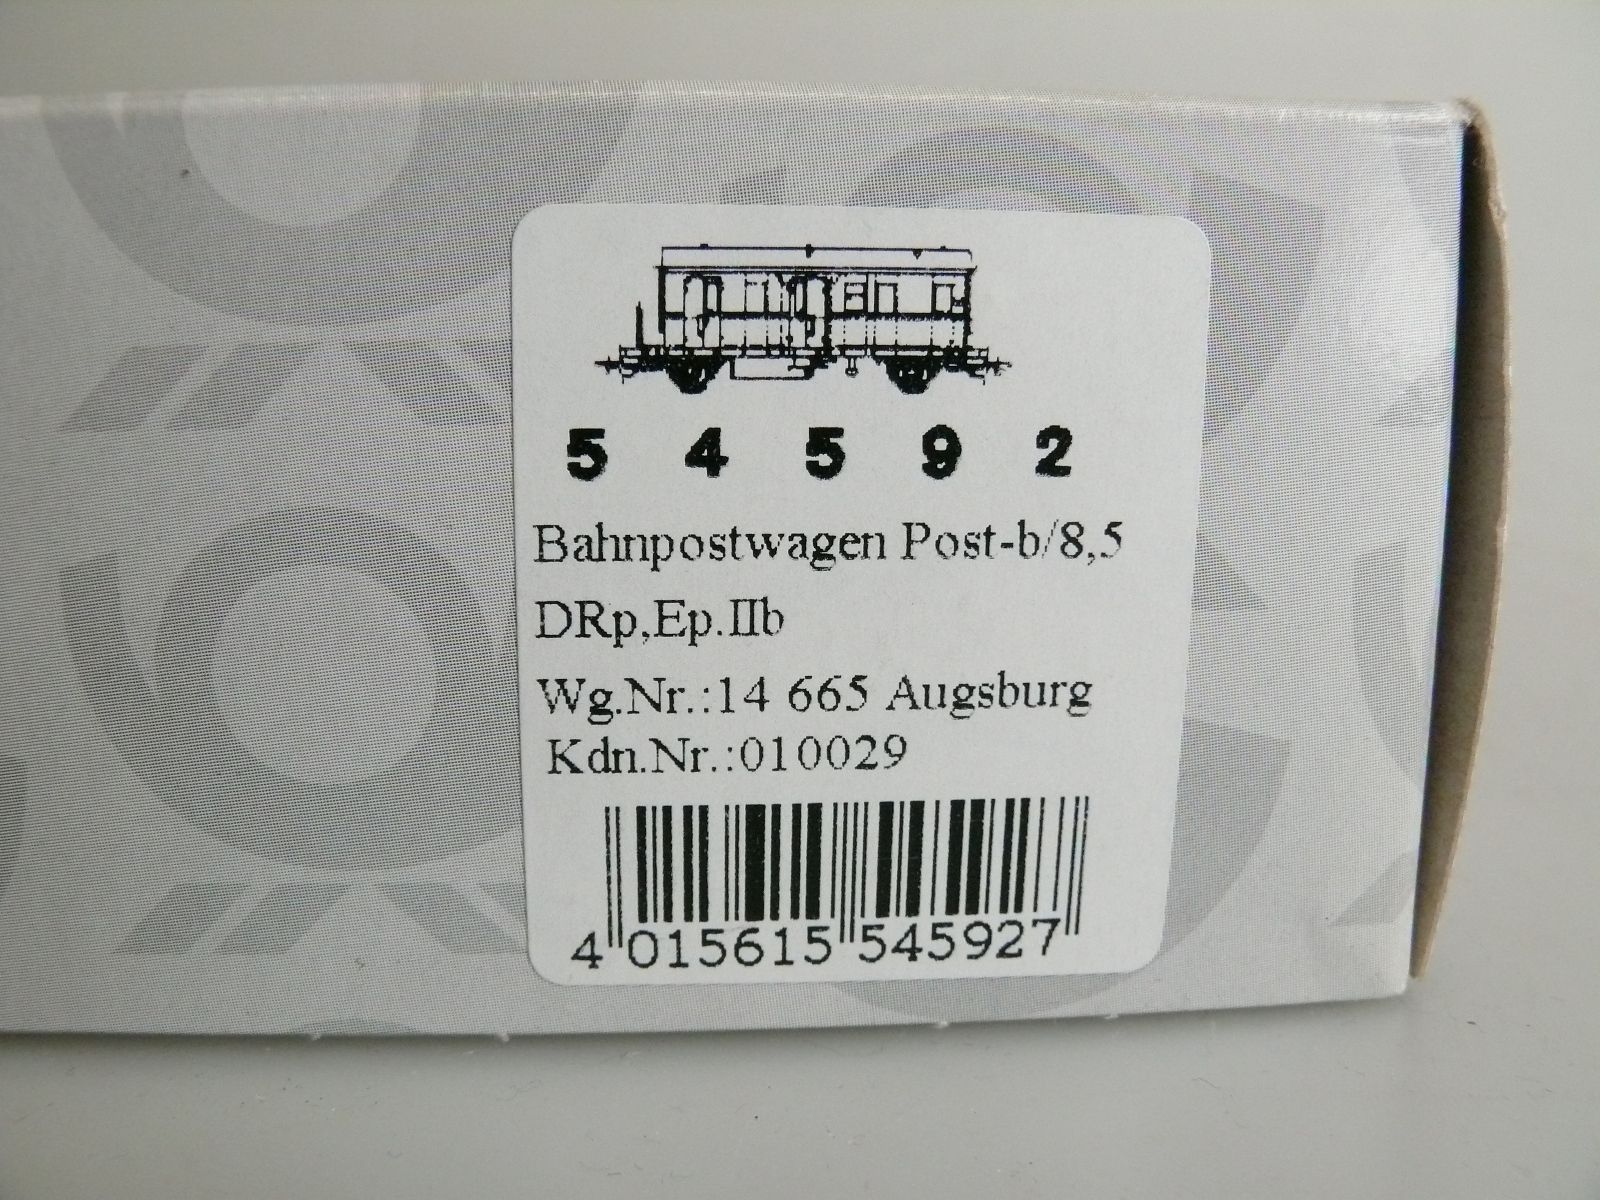 5 4 5 9 2
Bahnpostwagen Post-b/8,5
DRp,Ep.IIb
Wg.Nr.:14 665 Augsburg
Kdn.Nr.:010029
4 015615 545927